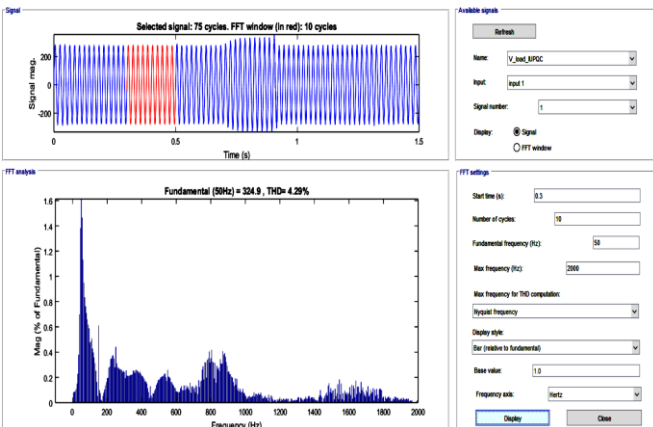 Signal
Selected signal: 75 cycles. FFT window (in red): 10 cycles
Signal mag.
200
0
-200
0
0.5
1
1.5
Time (s)
FFT analysis
Fundamental (50Hz) = 324.9 , THD= 4.29%
Mag (% of Fundamental)
1.6
1.4
1.2
1
0.8
0.6
0.4
0.2
0
0
200
400
600
800
1000
1200
1400
1600
1800
2000
Frequency (Hz)
Available signals
Refresh
Name:
V_load_IUPQC
Input:
input 1
Signal number:
1
Display:
Signal
FFT window
FFT settings
Start time (s):
0.3
Number of cycles:
10
Fundamental frequency (Hz):
50
Max frequency (Hz):
2000
Max frequency for THD computation:
Nyquist frequency
Display style:
Bar (relative to fundamental)
Base value:
1.0
Frequency axis:
Hertz
Display
Close